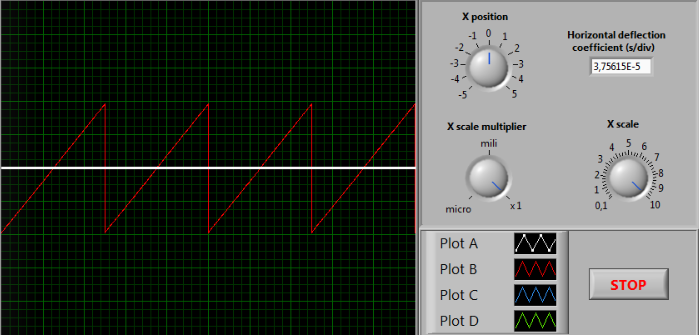 X position
-5 -4 -3 -2 -1 0 1 2 3 4 5
Horizontal deflection
coefficient (s/div)
3,75615E-5
X scale multiplier
micro mili x1
X scale
0,1 1 2 3 4 5 6 7 8 9 10
Plot A
Plot B
Plot C
Plot D
STOP